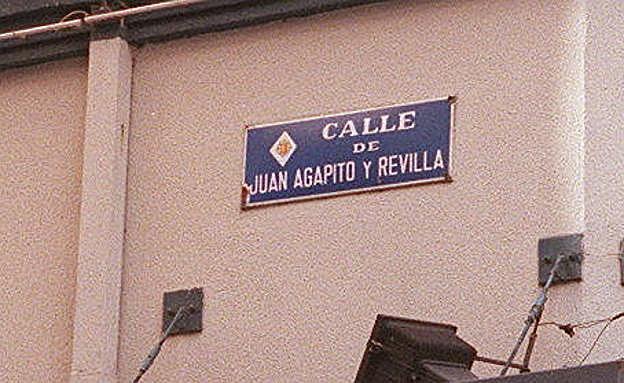 CALLE
DE
JUAN AGAPITO Y REVILLA